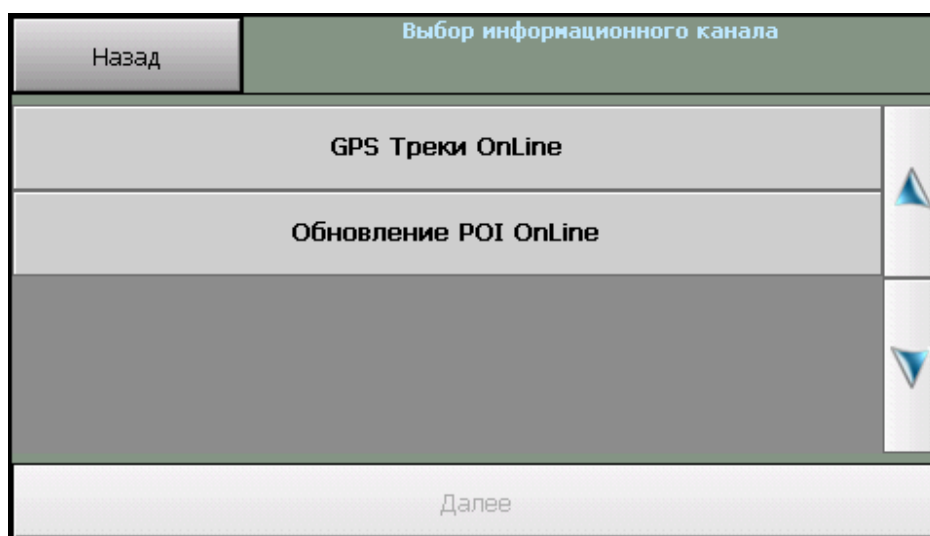 Назад
Выбор информационного канала
GPS Треки OnLine
Обновление POI OnLine
Далее